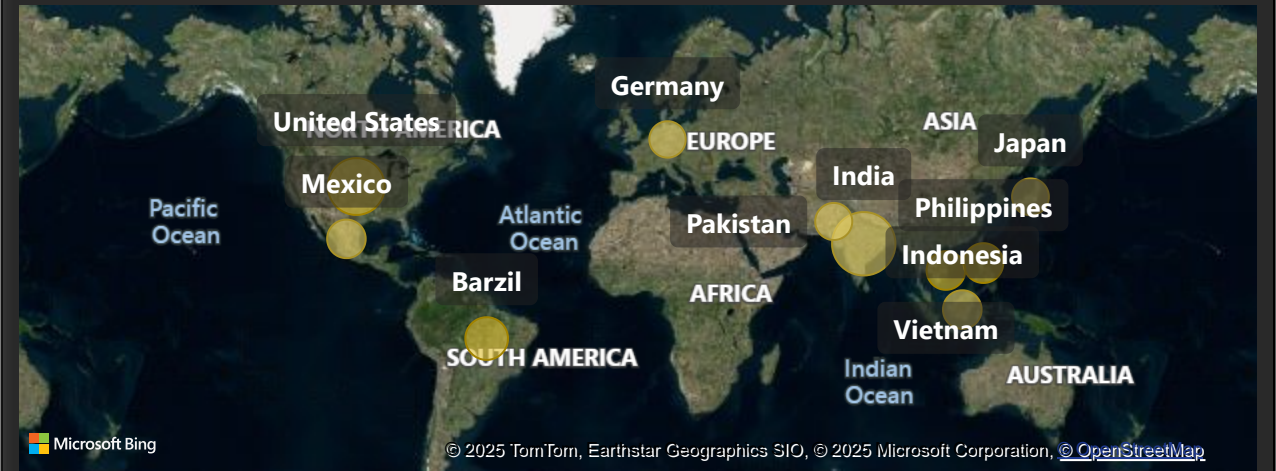 Germany
United States
NORTH AMERICA
ASIA
EUROPE
Japan
Mexico
India
Pacific
Ocean
Atlantic
Ocean
Pakistan
Philippines
Indonesia
Barzil
AFRICA
Vietnam
SOUTH AMERICA
Indian
Ocean
AUSTRALIA
Microsoft Bing
© 2025 TomTom, Earthstar Geographics SIO, © 2025 Microsoft Corporation, © OpenStreetMap